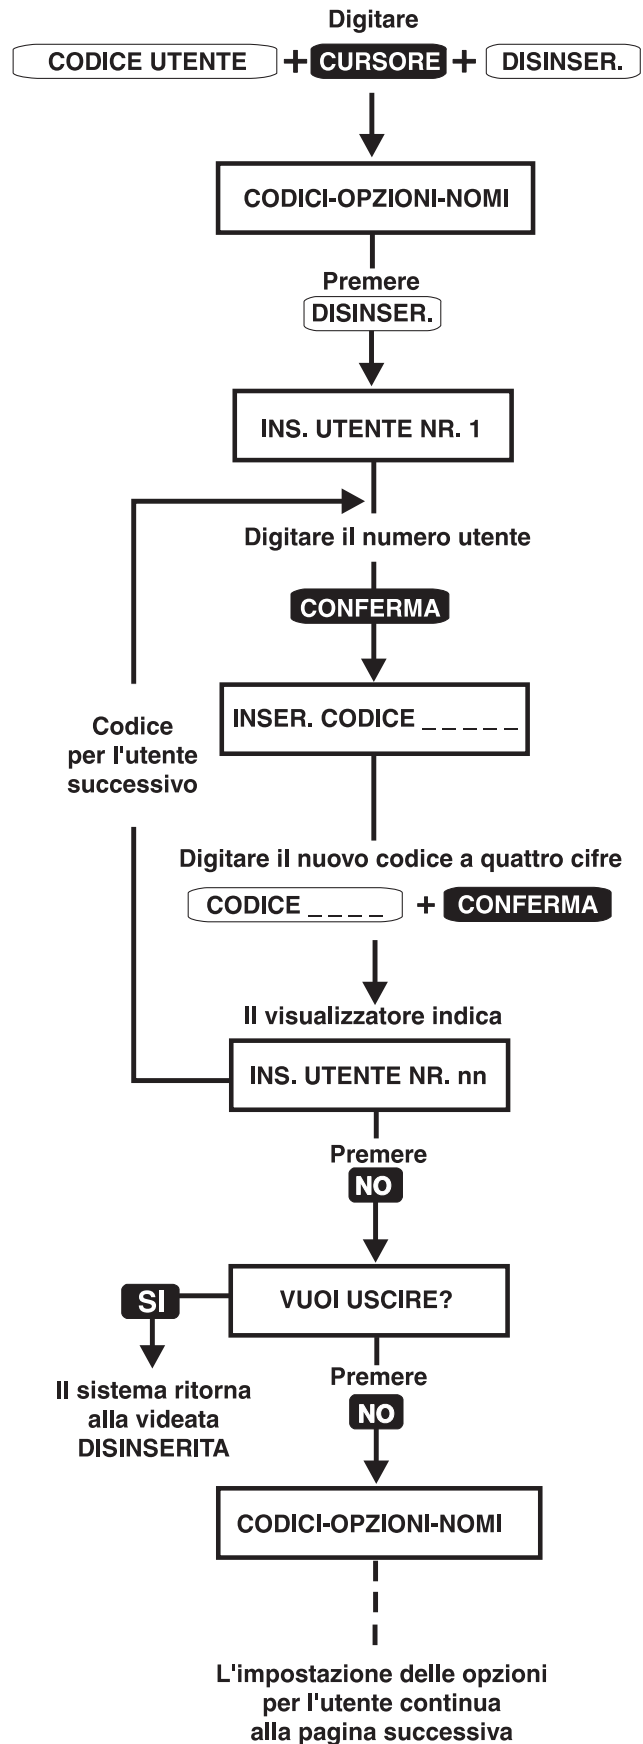 Digitare
CODICE UTENTE + CURSORE + DISINSER.
CODICI-OPZIONI-NOMI
Premere
DISINSER.
INS. UTENTE NR. 1
Digitare il numero utente
CONFERMA
INSER. CODICE _ _ _ _ _
Codice
per l'utente
successivo
Digitare il nuovo codice a quattro cifre
CODICE _ _ _ _ + CONFERMA
Il visualizzatore indica
INS. UTENTE NR. nn
Premere
NO
VUOI USCIRE?
SI
Il sistema ritorna
alla videata
DISINSERITA
Premere
NO
CODICI-OPZIONI-NOMI
L'impostazione delle opzioni
per l'utente continua
alla pagina successiva